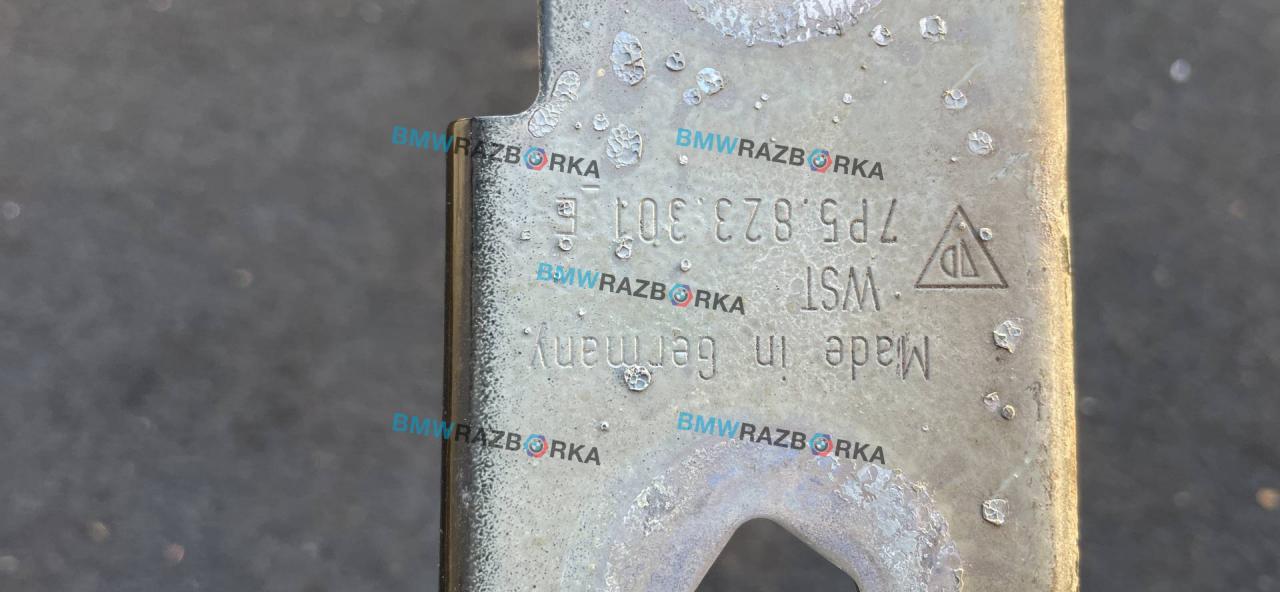 BMWRAZBORKA
BMWRAZBORKA
7P5.823.301 E
WST
BMWRAZBORKA
Made in Germany
BMWRAZBORKA
BMWRAZBORKA